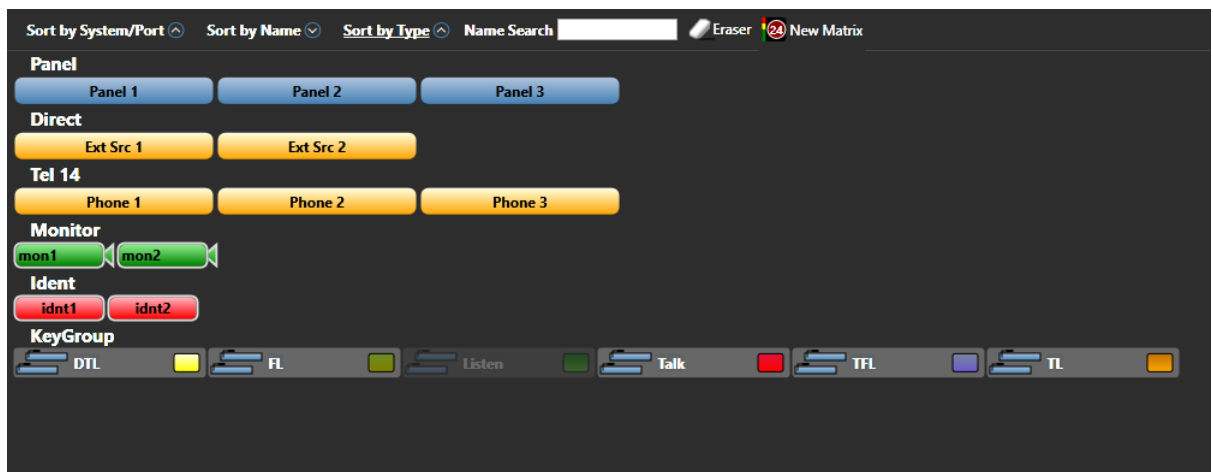 Sort by System/Port Sort by Name Sort by Type Name Search Eraser 24 New Matrix
Panel
Panel 1 Panel 2 Panel 3
Direct
Ext Src 1 Ext Src 2
Tel 14
Phone 1 Phone 2 Phone 3
Monitor
mon1 mon2
Ident
idnt1 idnt2
KeyGroup
DTL FL Listen Talk TFL TL